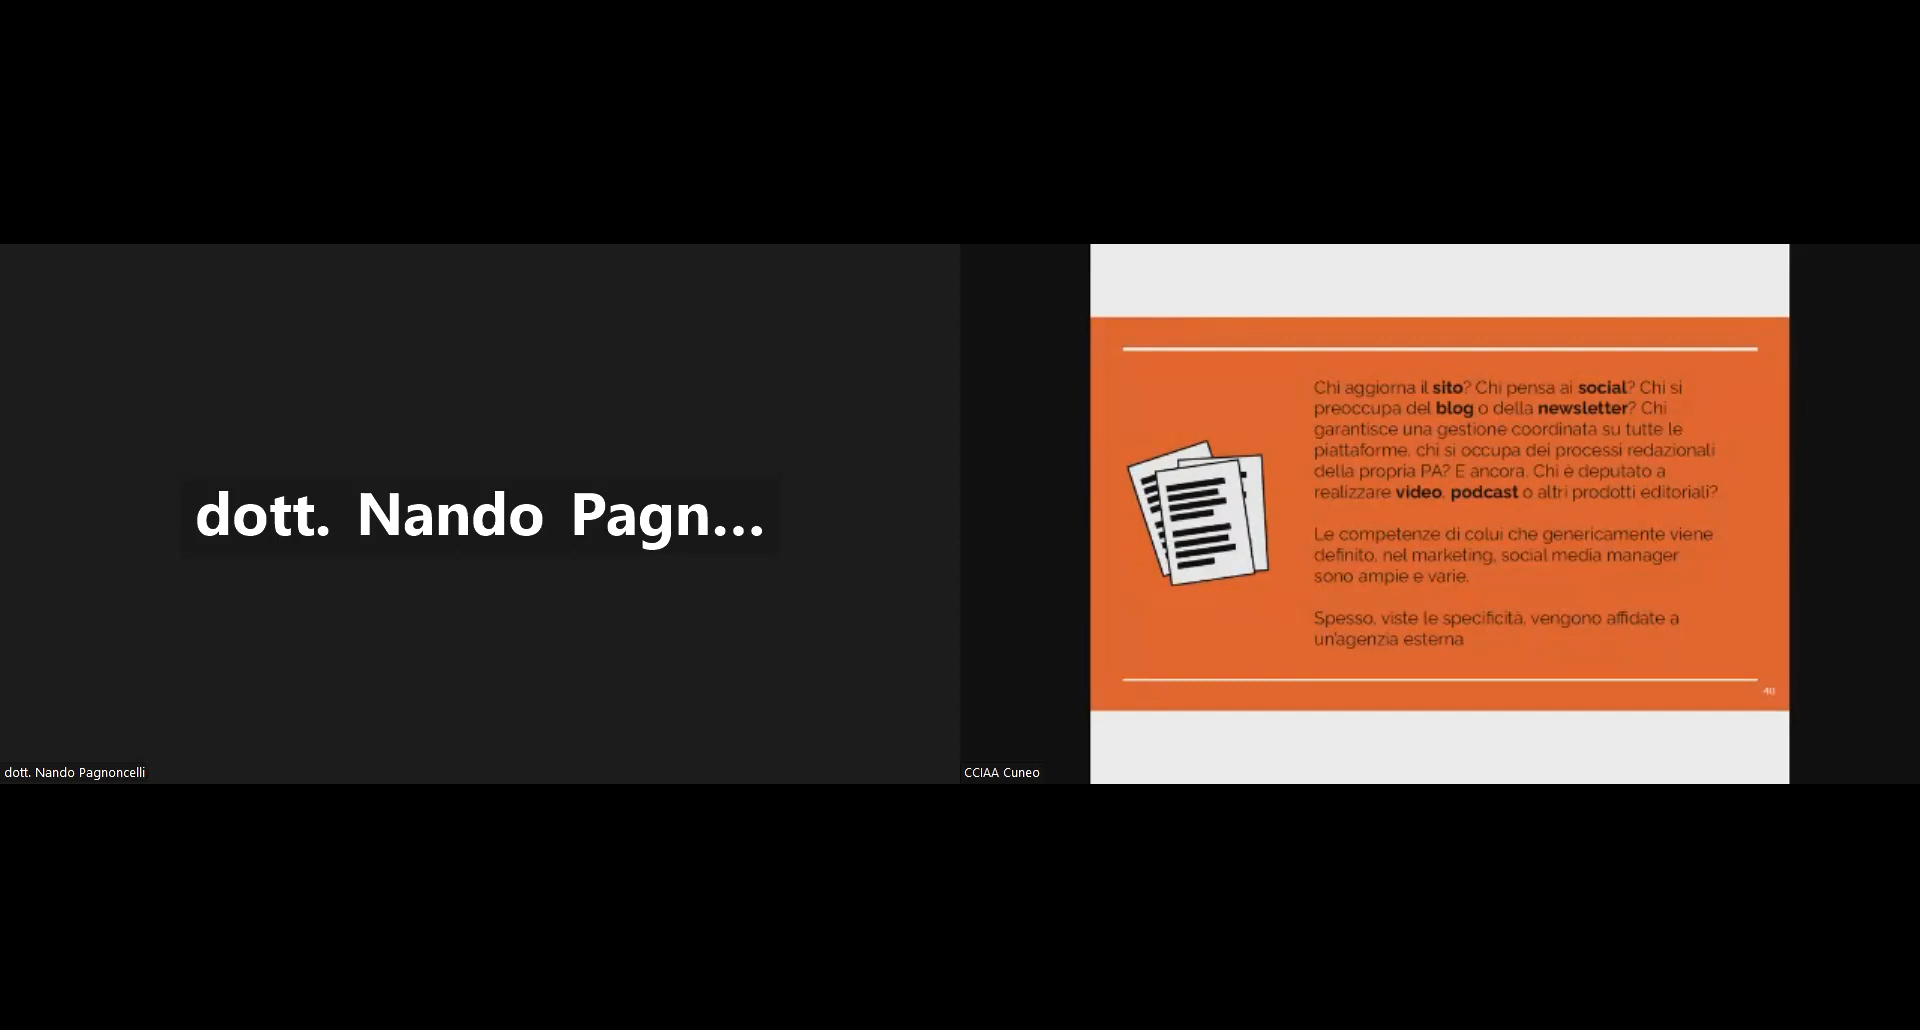 dott. Nando Pagn...
dott. Nando Pagnoncelli
Chi aggiorna il sito? Chi pensa ai social? Chi si
preoccupa del blog o della newsletter? Chi
garantisce una gestione coordinata su tutte le
piattaforme, chi si occupa dei processi redazionali
della propria PA? E ancora. Chi è deputato a
realizzare video, podcast o altri prodotti editoriali?
Le competenze di colui che genericamente viene
definito, nel marketing, social media manager
sono ampie e varie.
Spesso, viste le specificità, vengono affidate a
un'agenzia esterna
40
CCIAA Cuneo